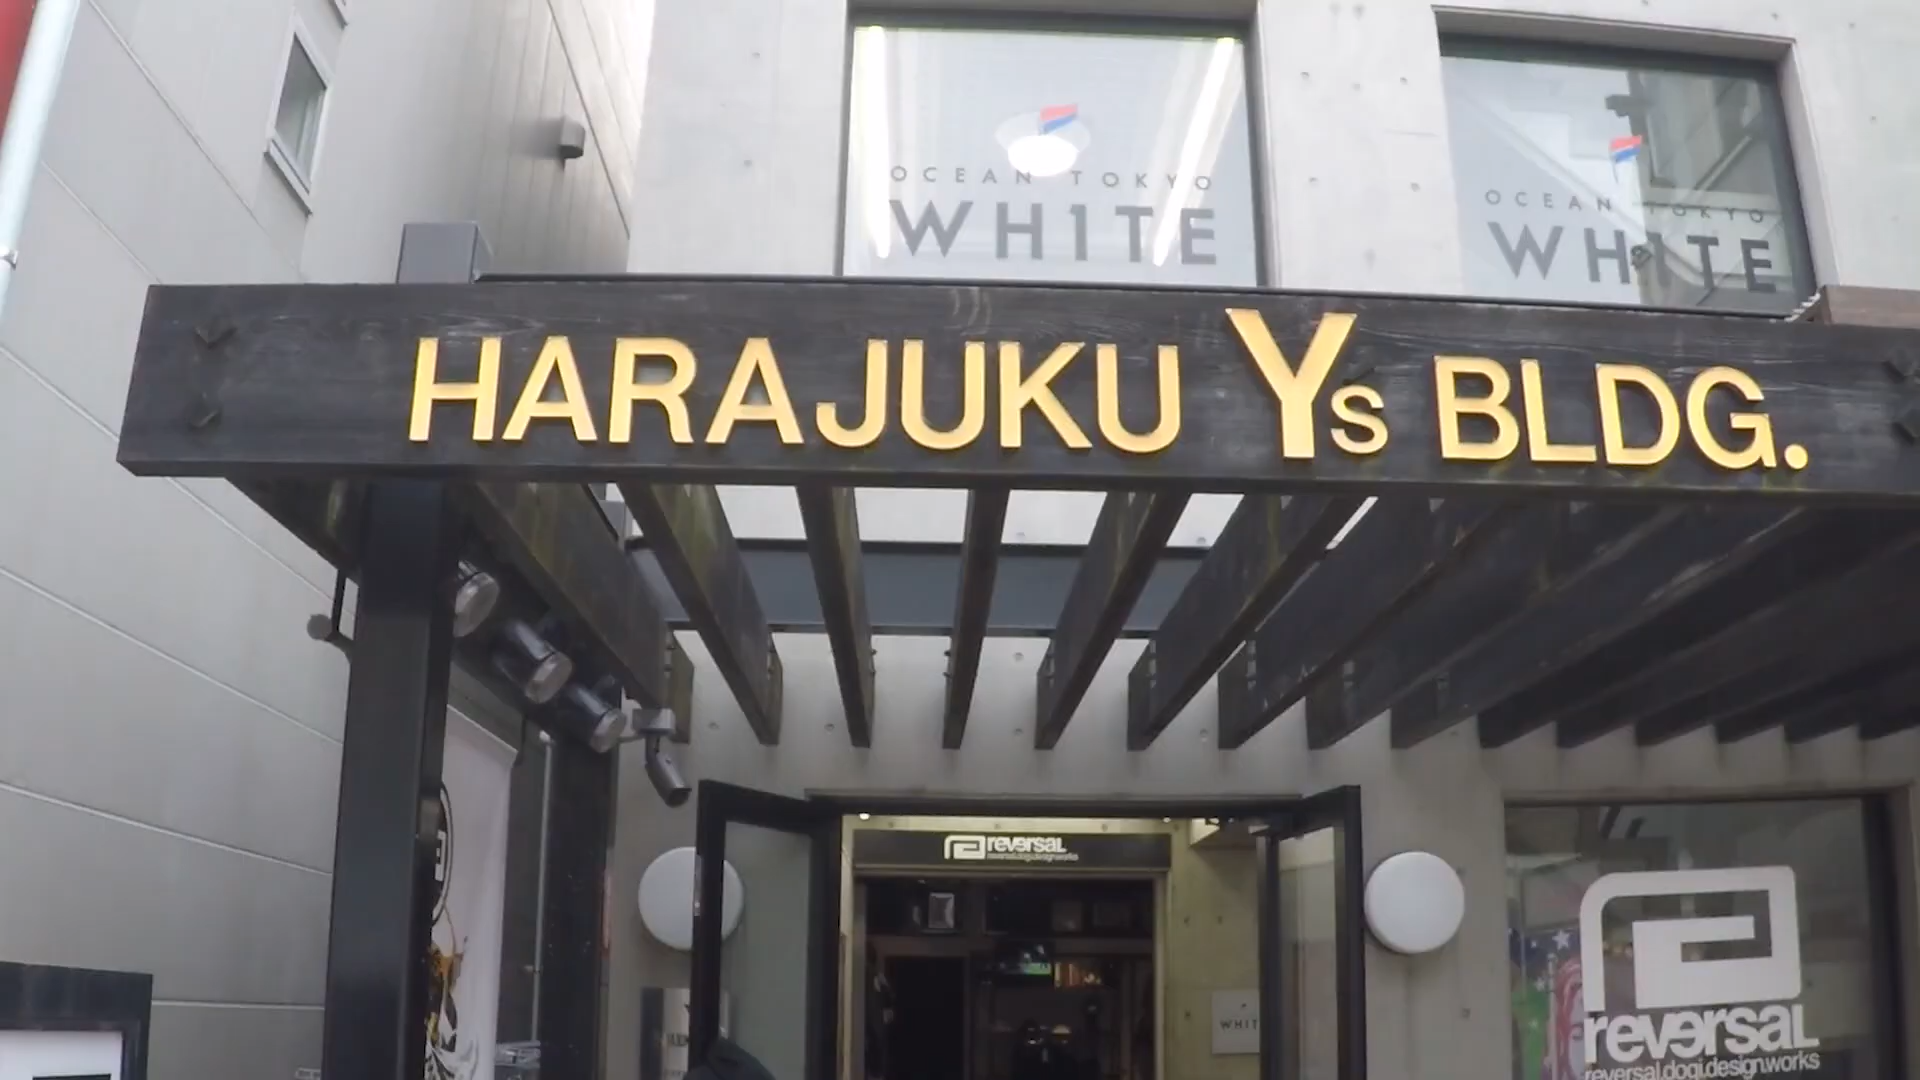 OCEAN TOKYO
WH1TE
OCEAN TOKYO
WH1TE
HARAJUKU Ys BLDG.
reversal
reversal.dogi.design.works
WHIT
reversal
reversal.dogi.design.works